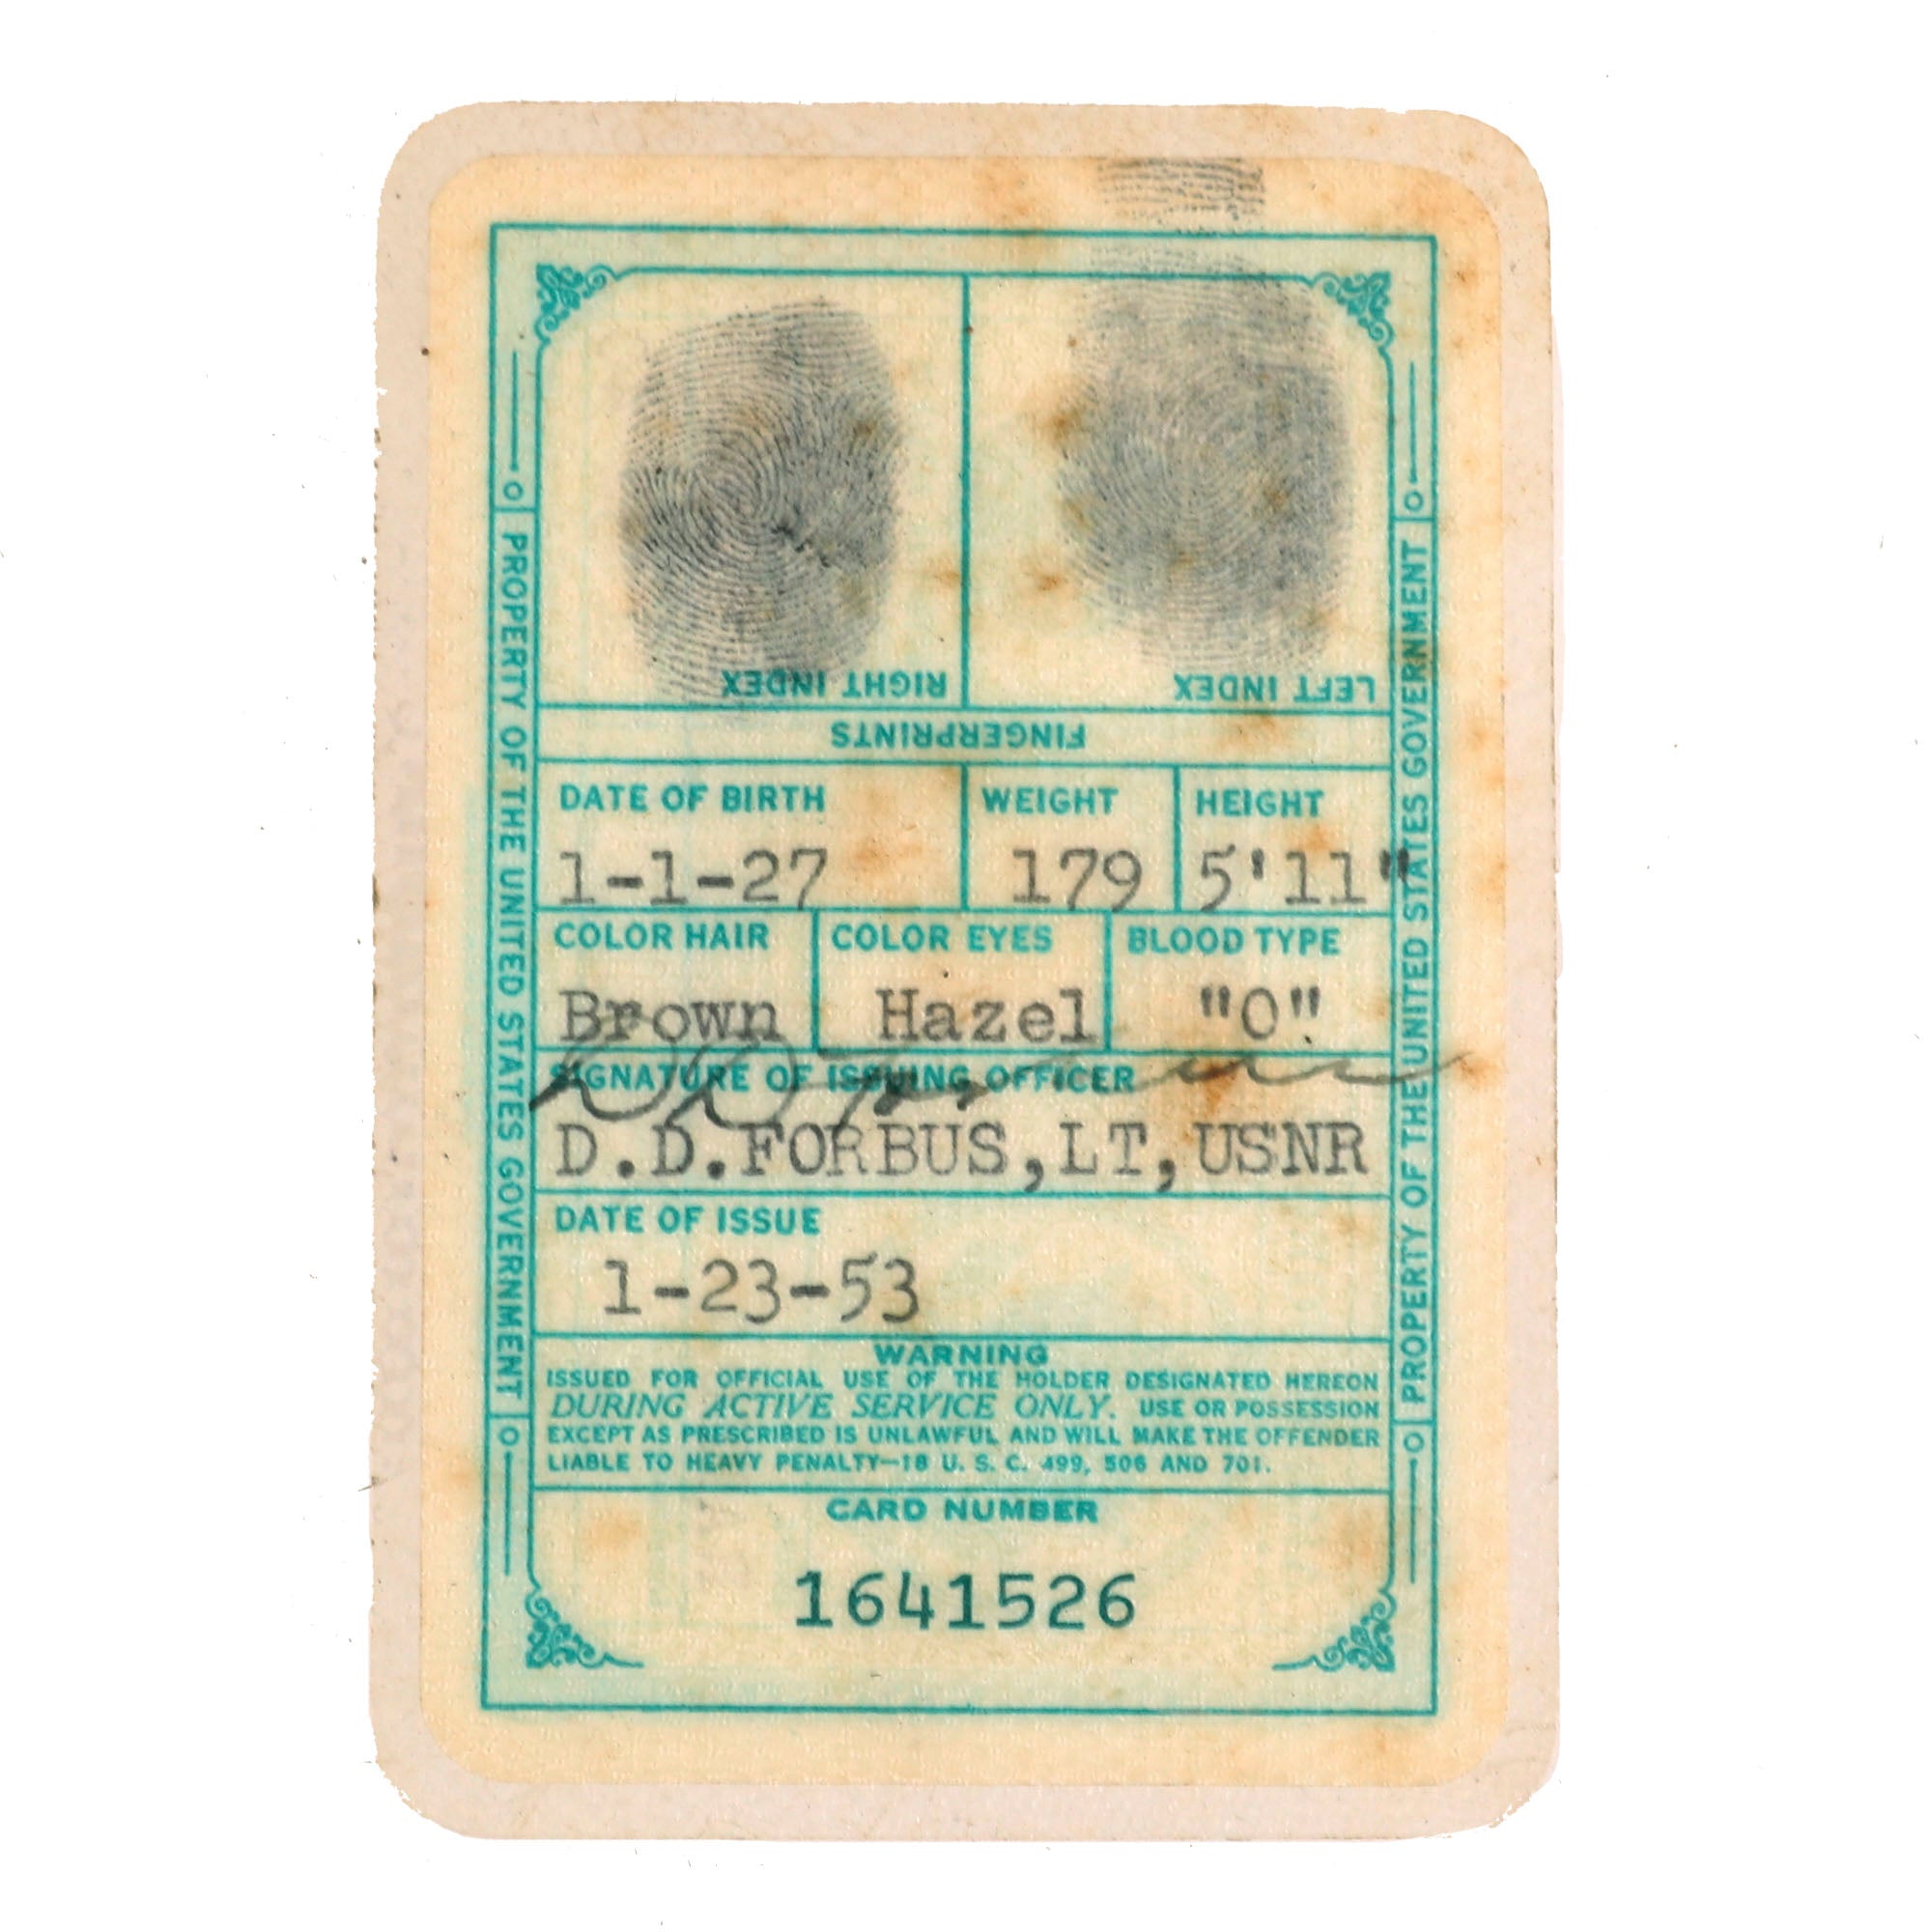 RIGHT INDEX
LEFT INDEX
FINGERPRINTS
DATE OF BIRTH WEIGHT HEIGHT
1-1-27 179 5'11"
COLOR HAIR COLOR EYES BLOOD TYPE
Brown Hazel "O"
SIGNATURE OF ISSUING OFFICER
D D Forbus
D.D.FORBUS,LT,USNR
DATE OF ISSUE
1-23-53
WARNING
ISSUED FOR OFFICIAL USE OF THE HOLDER DESIGNATED HEREON
DURING ACTIVE SERVICE ONLY. USE OR POSSESSION
EXCEPT AS PRESCRIBED IS UNLAWFUL AND WILL MAKE THE OFFENDER
LIABLE TO HEAVY PENALTY—18 U. S. C. 499, 506 AND 701.
CARD NUMBER
1641526
PROPERTY OF THE UNITED STATES GOVERNMENT
PROPERTY OF THE UNITED STATES GOVERNMENT